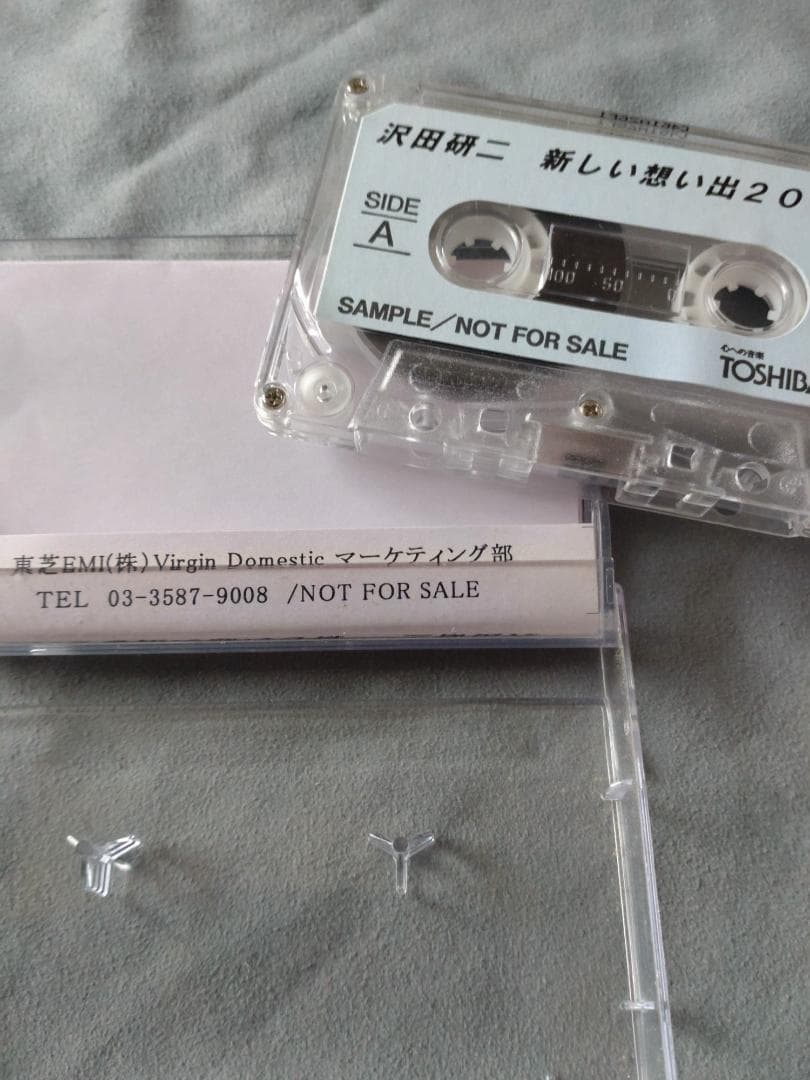 沢田研二 新しい想い出20
SIDE
A
100 50 0
SAMPLE/NOT FOR SALE
心への音楽
TOSHIBA
東芝EMI(株)Virgin Domestic マーケティング部
TEL 03-3587-9008 /NOT FOR SALE